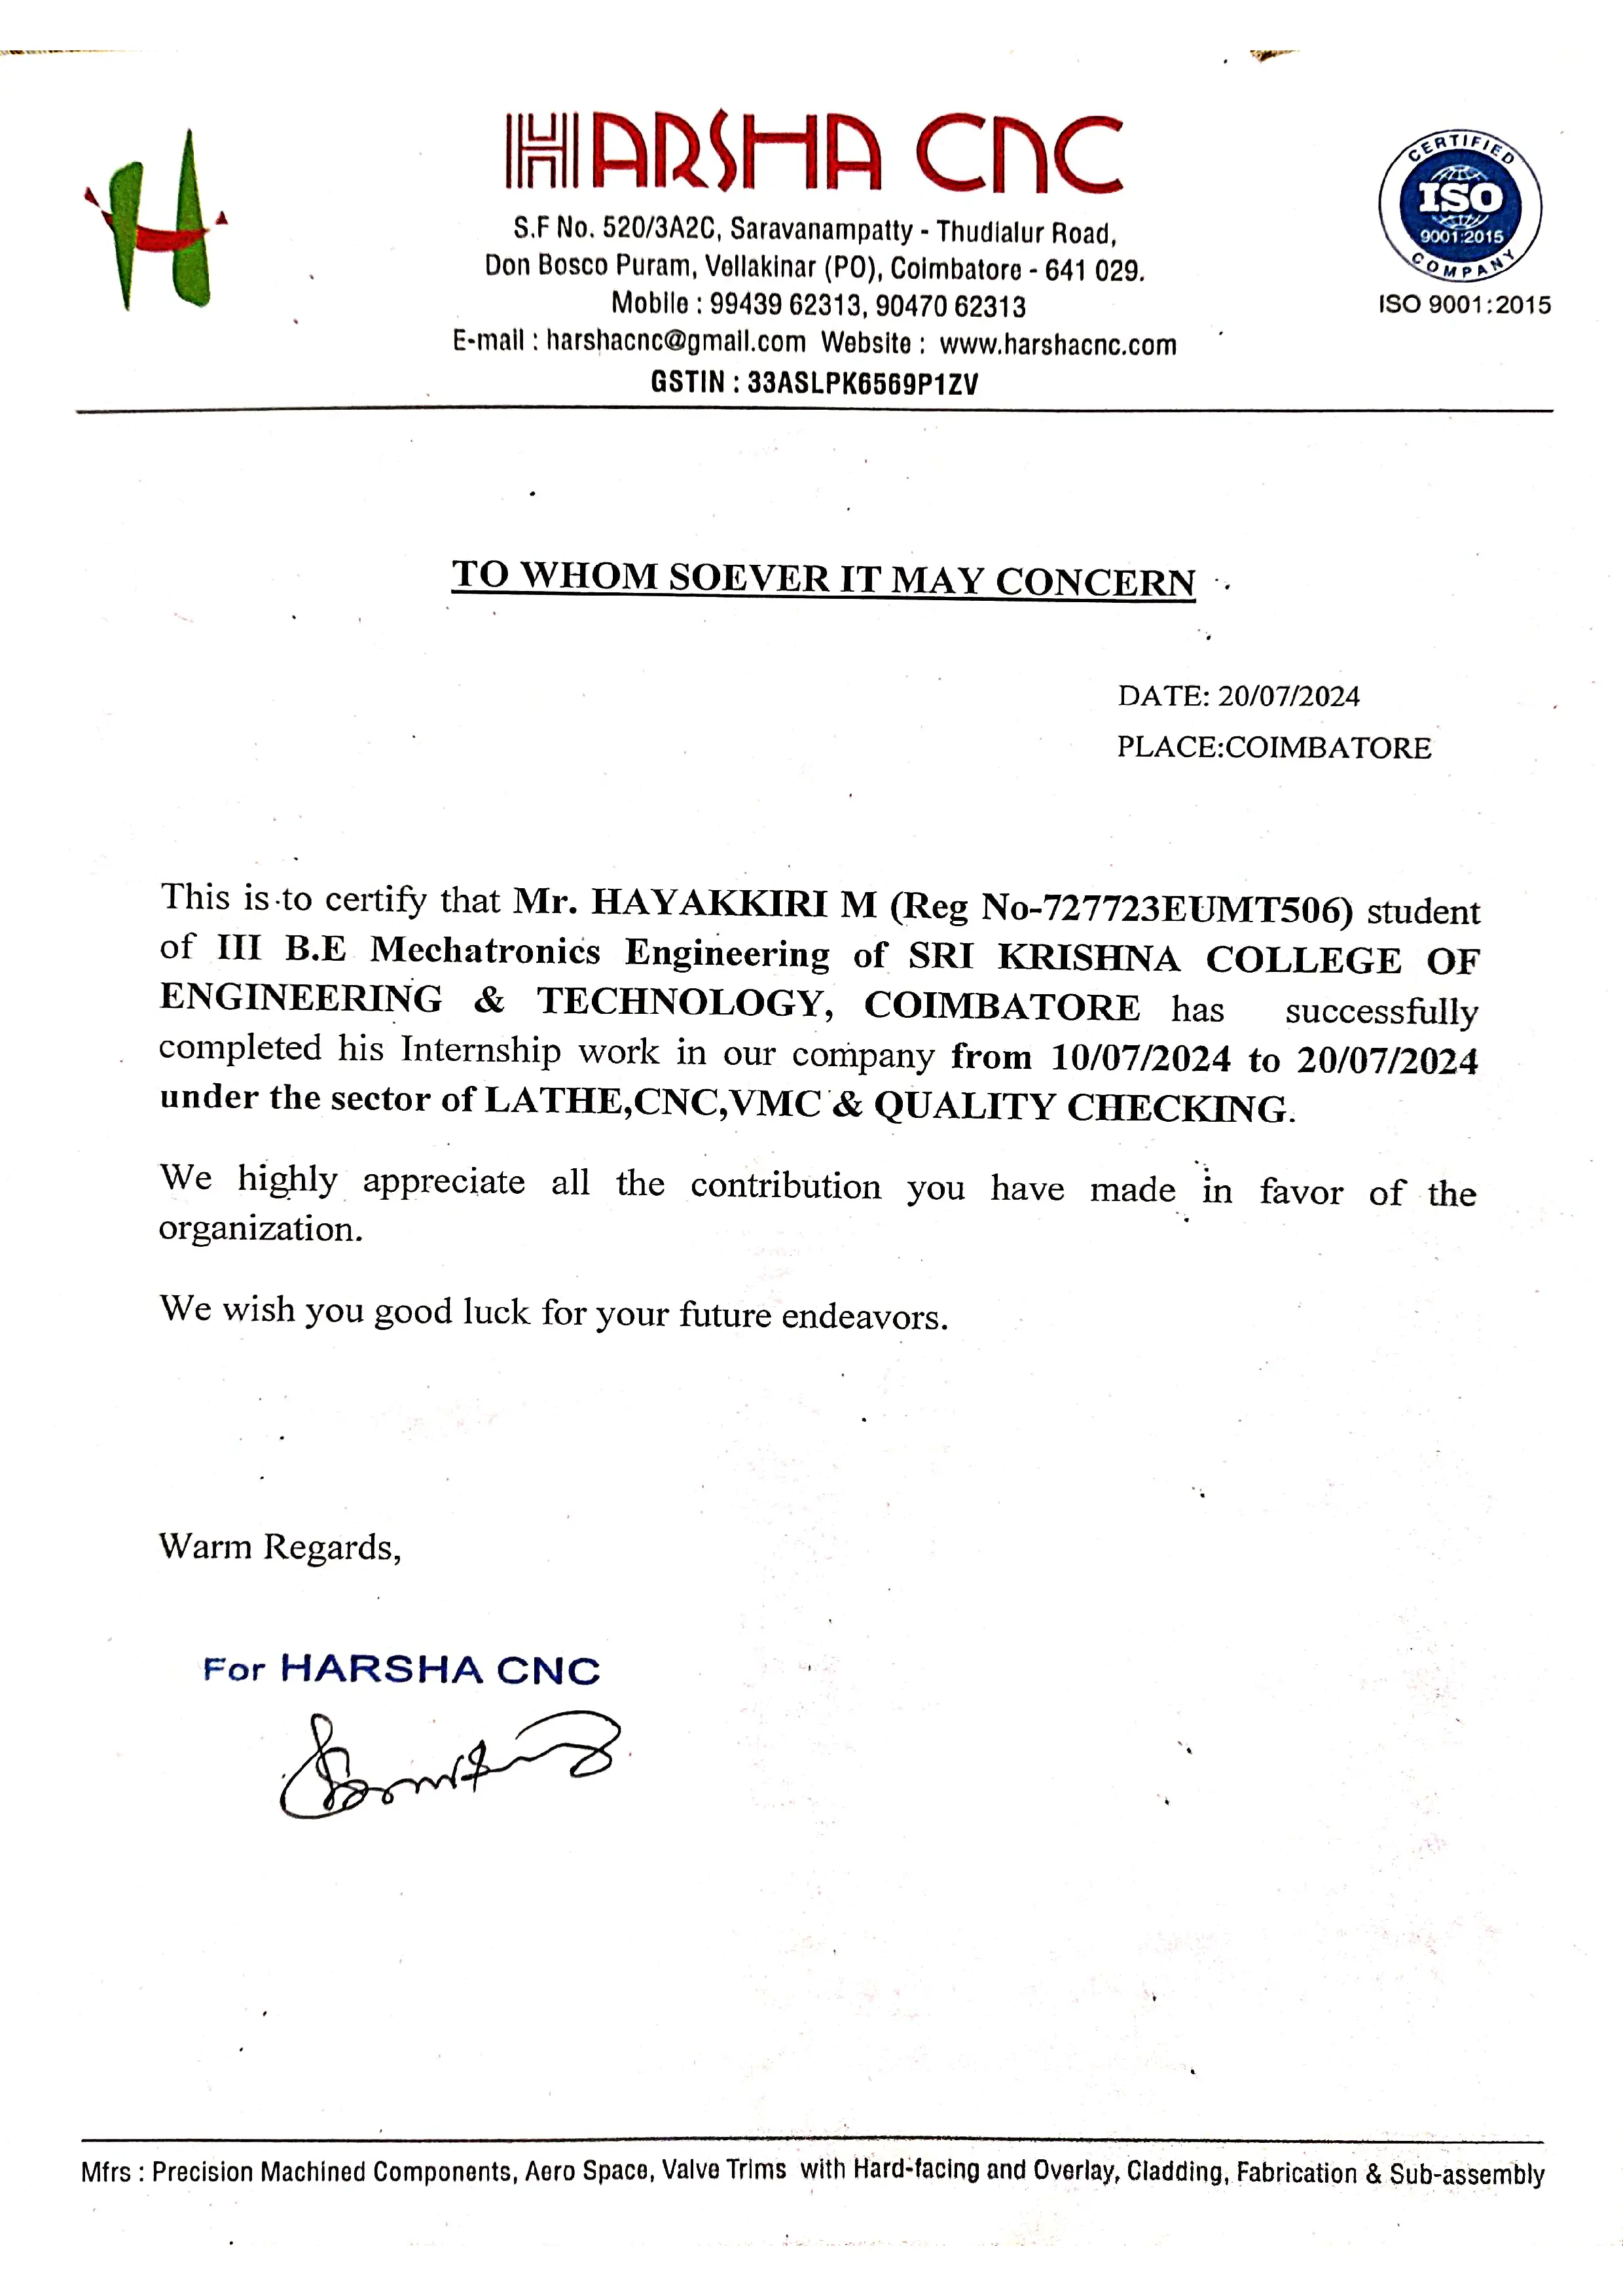 HARSHA CNC
S.F No. 520/3A2C, Saravanampatty - Thudialur Road,
Don Bosco Puram, Vellakinar (PO), Coimbatore - 641 029.
Mobile : 99439 62313, 90470 62313
E-mail : harshacnc@gmail.com Website : www.harshacnc.com
GSTIN : 33ASLPK6569P1ZV
CERTIFIED
ISO
9001:2015
COMPANY
ISO 9001:2015
TO WHOM SOEVER IT MAY CONCERN
DATE: 20/07/2024
PLACE:COIMBATORE
This is to certify that Mr. HAYAKKIRI M (Reg No-727723EUMT506) student
of III B.E Mechatronics Engineering of SRI KRISHNA COLLEGE OF
ENGINEERING & TECHNOLOGY, COIMBATORE has successfully
completed his Internship work in our company from 10/07/2024 to 20/07/2024
under the sector of LATHE,CNC,VMC & QUALITY CHECKING.
We highly appreciate all the contribution you have made in favor of the
organization.
We wish you good luck for your future endeavors.
Warm Regards,
For HARSHA CNC
Mfrs : Precision Machined Components, Aero Space, Valve Trims with Hard-facing and Overlay, Cladding, Fabrication & Sub-assembly